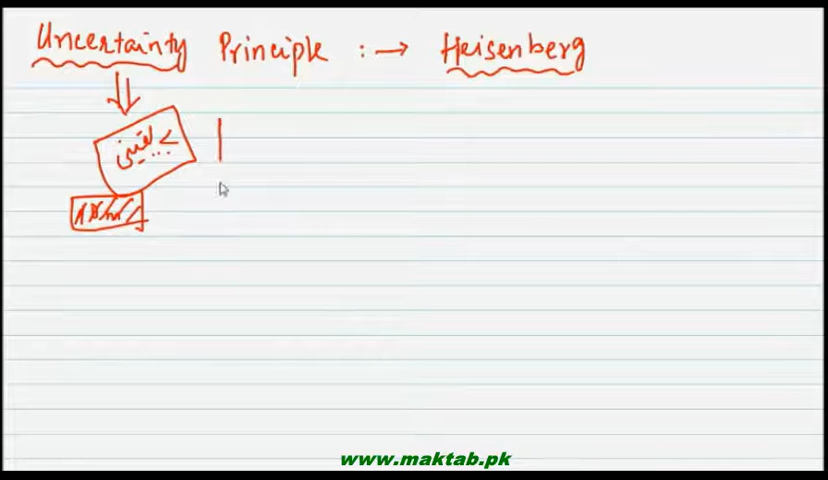 Uncertainty Principle : → Heisenberg
بے یقینی
www.maktab.pk